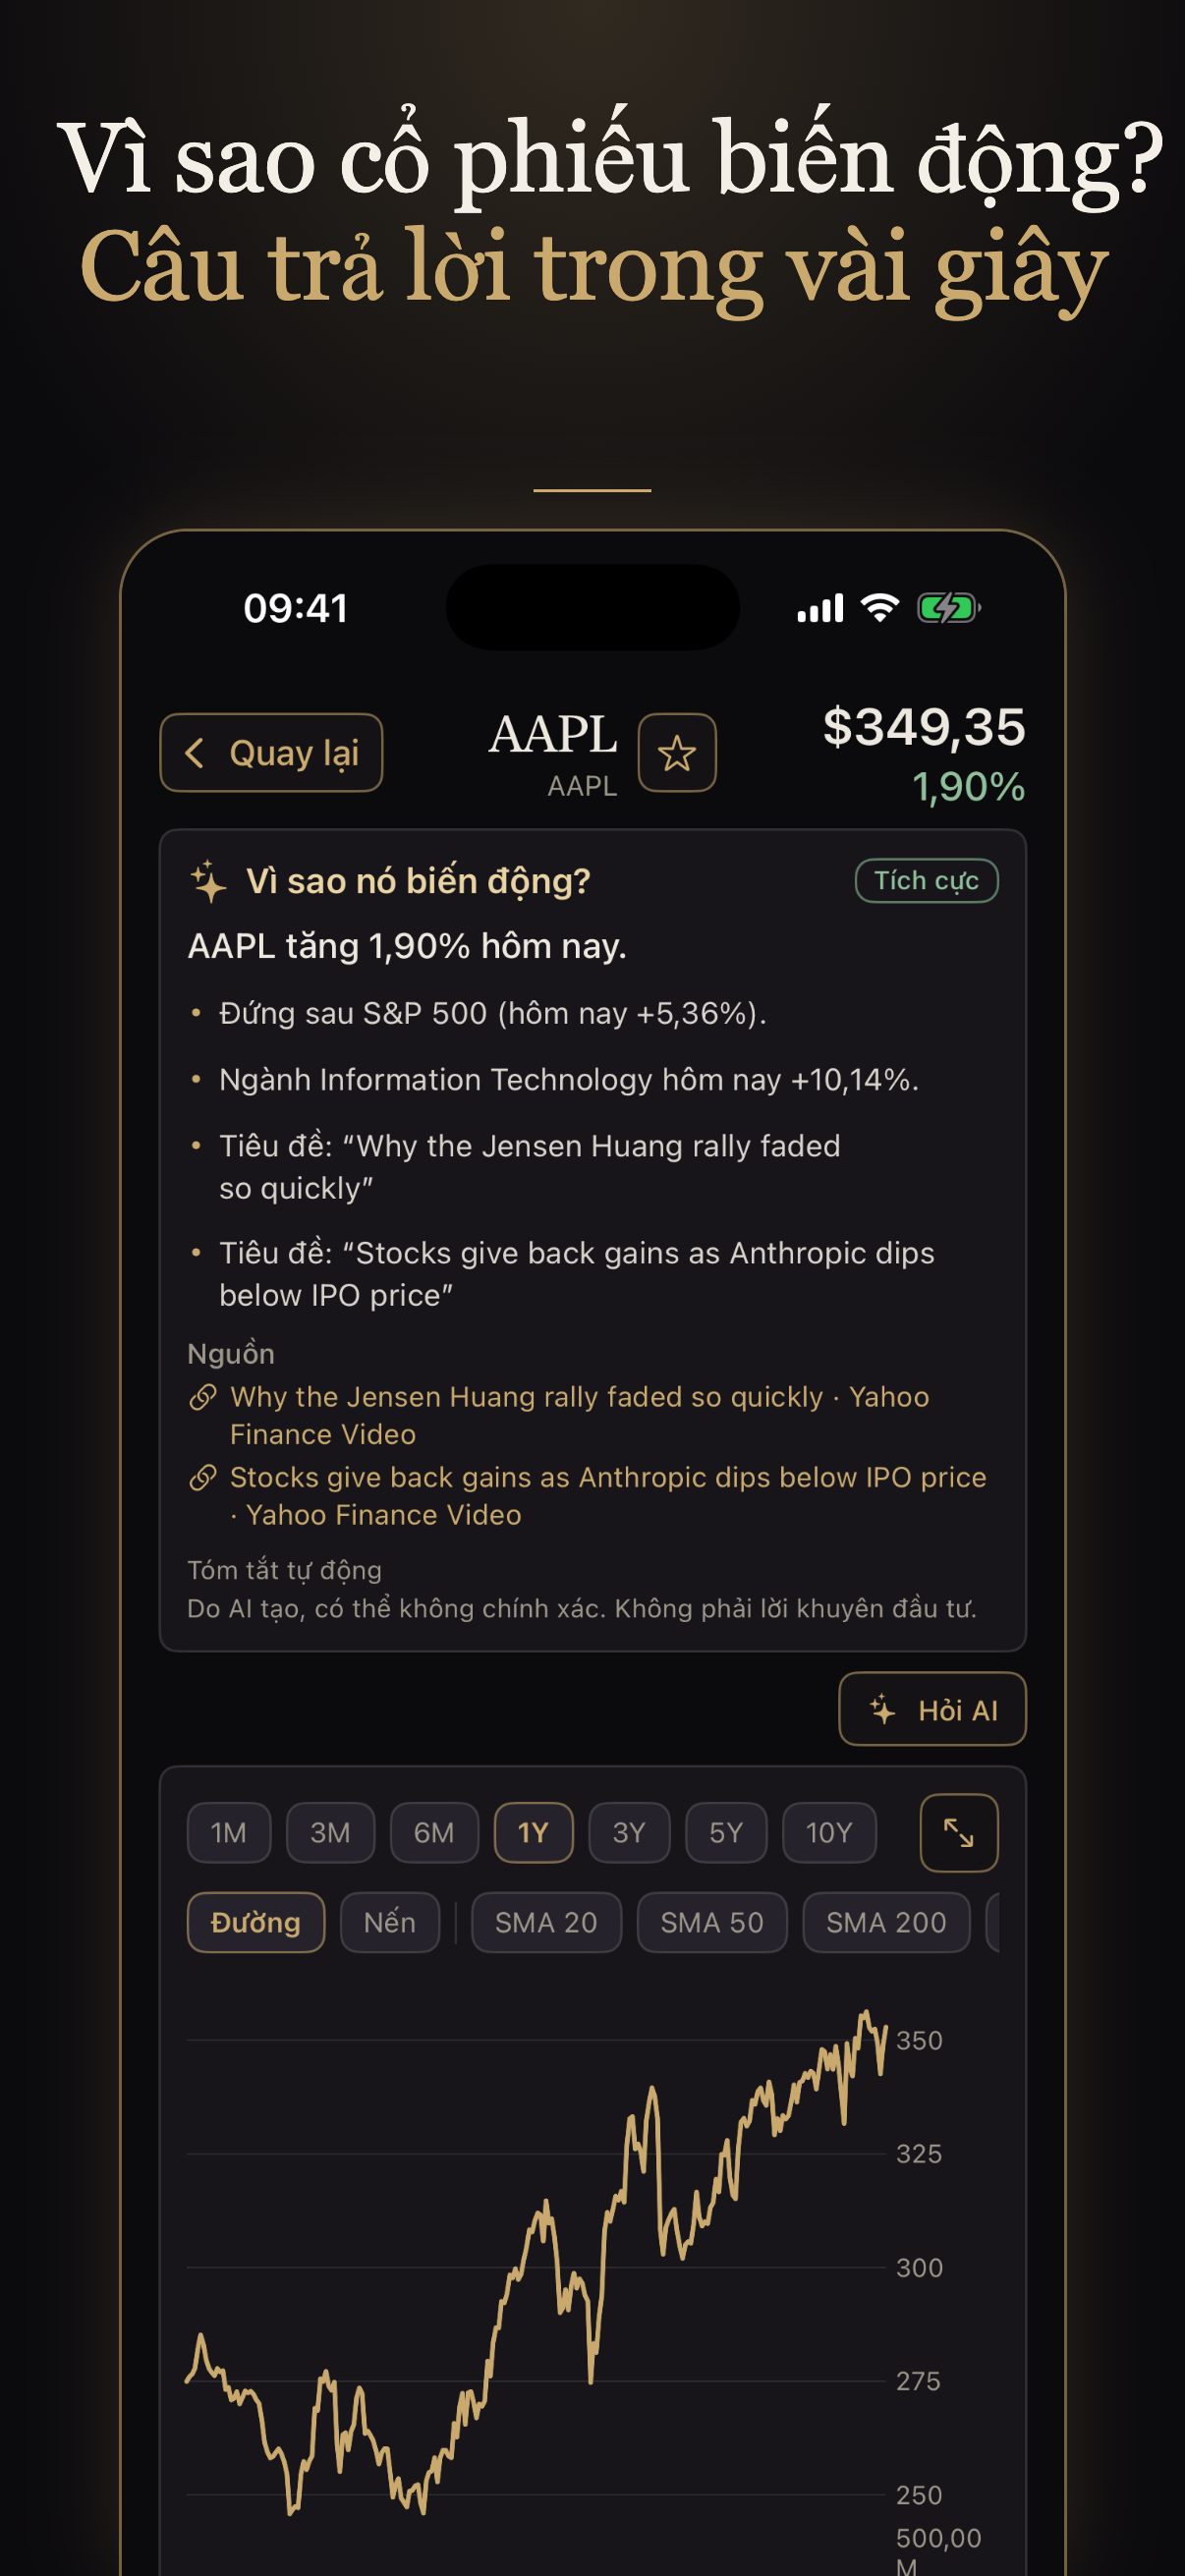 Vì sao cổ phiếu biến động?
Câu trả lời trong vài giây
09:41
Quay lại
AAPL
AAPL
$349,35
1,90%
Vì sao nó biến động?
Tích cực
AAPL tăng 1,90% hôm nay.
• Đứng sau S&P 500 (hôm nay +5,36%).
• Ngành Information Technology hôm nay +10,14%.
• Tiêu đề: “Why the Jensen Huang rally faded
so quickly”
• Tiêu đề: “Stocks give back gains as Anthropic dips
below IPO price”
Nguồn
Why the Jensen Huang rally faded so quickly · Yahoo
Finance Video
Stocks give back gains as Anthropic dips below IPO price
· Yahoo Finance Video
Tóm tắt tự động
Do AI tạo, có thể không chính xác. Không phải lời khuyên đầu tư.
Hỏi AI
1M 3M 6M 1Y 3Y 5Y 10Y
Đường Nến SMA 20 SMA 50 SMA 200
350
325
300
275
250
500,00
M